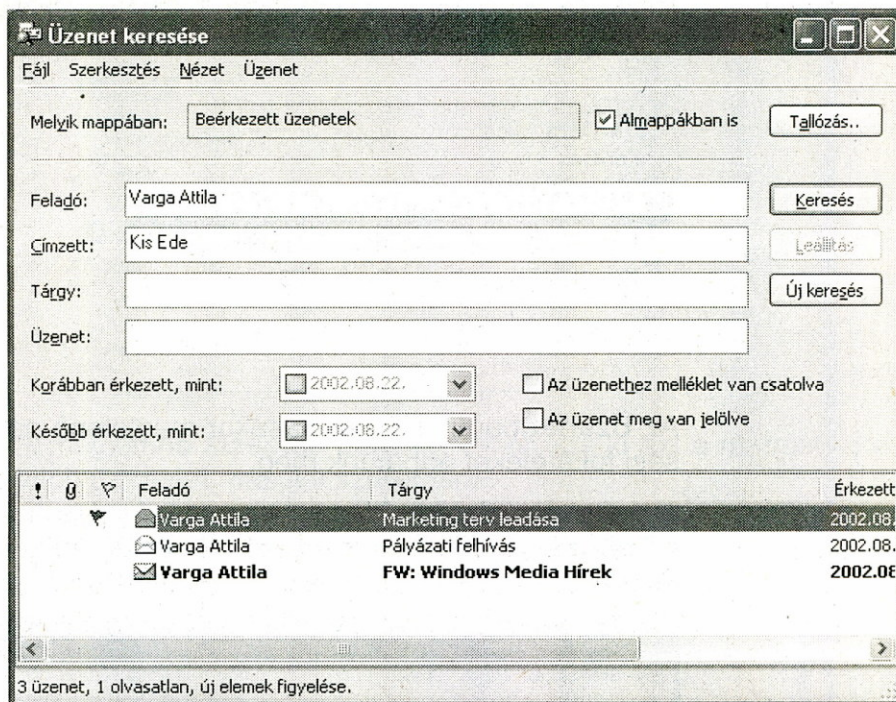 Üzenet keresése
Fájl Szerkesztés Nézet Üzenet
Melyik mappában: Beérkezett üzenetek Almappákban is Tallózás..
Feladó: Varga Attila Keresés
Címzett: Kis Ede Leállítás
Tárgy: Új keresés
Üzenet:
Korábban érkezett, mint: 2002.08.22. Az üzenethez melléklet van csatolva
Később érkezett, mint: 2002.08.22. Az üzenet meg van jelölve
! Feladó Tárgy Érkezett
Varga Attila Marketing terv leadása 2002.08.
Varga Attila Pályázati felhívás 2002.08.
Varga Attila FW: Windows Media Hírek 2002.08
3 üzenet, 1 olvasatlan, új elemek figyelése.